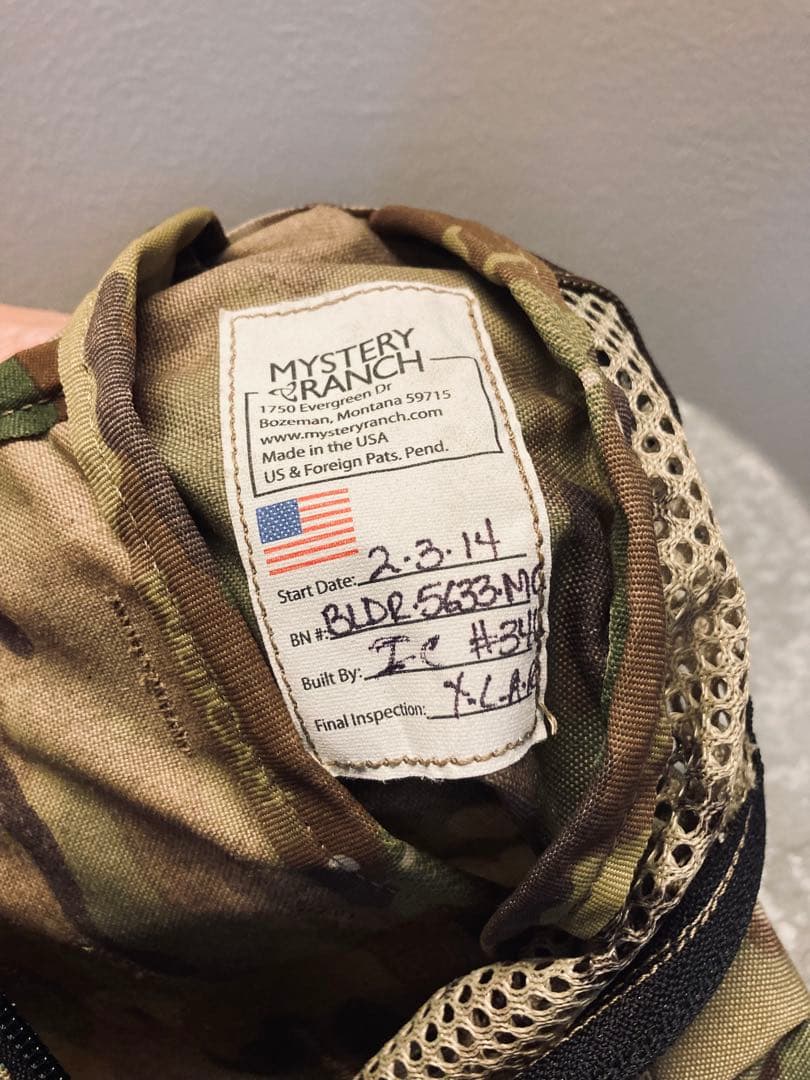 MYSTERY
RANCH
1750 Evergreen Dr
Bozeman, Montana 59715
www.mysteryranch.com
Made in the USA
US & Foreign Pats. Pend.
Start Date: 2.3.14
BN #: BLDR.5633.MC
Built By: I-C #34
Final Inspection: Y.L.A.